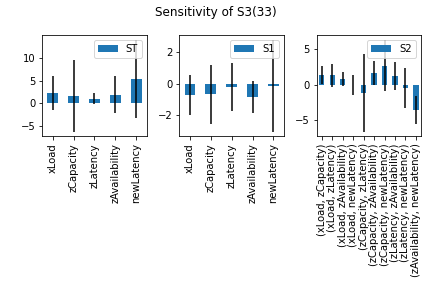 Sensitivity of S3(33)
ST
10
5
0
−5
xLoad
zCapacity
zLatency
zAvailability
newLatency
S1
0
−2
xLoad
zCapacity
zLatency
zAvailability
newLatency
S2
5
0
−5
(xLoad, zCapacity)
(xLoad, zLatency)
(xLoad, zAvailability)
(xLoad, newLatency)
(zCapacity, zLatency)
(zCapacity, zAvailability)
(zCapacity, newLatency)
(zLatency, zAvailability)
(zLatency, newLatency)
(zAvailability, newLatency)